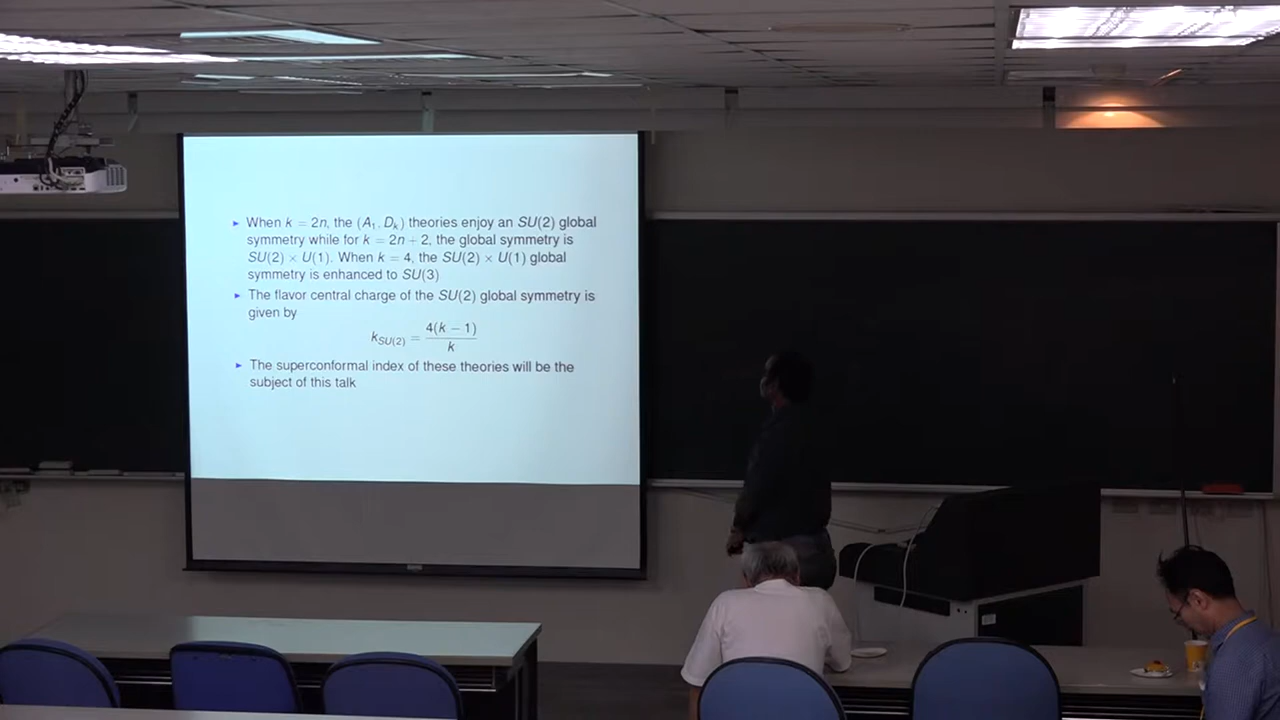 ► When k = 2n, the (A₁, Dₖ) theories enjoy an SU(2) global
symmetry while for k = 2n + 2, the global symmetry is
SU(2) × U(1). When k = 4, the SU(2) × U(1) global
symmetry is enhanced to SU(3)
► The flavor central charge of the SU(2) global symmetry is
given by
k_SU(2) = 4(k − 1) / k
► The superconformal index of these theories will be the
subject of this talk